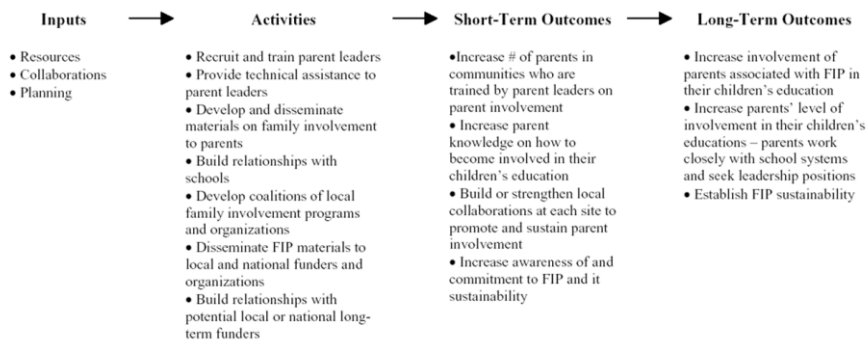 Inputs
• Resources
• Collaborations
• Planning
Activities
• Recruit and train parent leaders
• Provide technical assistance to
parent leaders
• Develop and disseminate
materials on family involvement
to parents
• Build relationships with
schools
• Develop coalitions of local
family involvement programs
and organizations
• Disseminate FIP materials to
local and national funders and
organizations
• Build relationships with
potential local or national long-
term funders
Short-Term Outcomes
•Increase # of parents in
communities who are
trained by parent leaders on
parent involvement
• Increase parent
knowledge on how to
become involved in their
children's education
• Build or strengthen local
collaborations at each site to
promote and sustain parent
involvement
• Increase awareness of and
commitment to FIP and it
sustainability
Long-Term Outcomes
• Increase involvement of
parents associated with FIP in
their children's education
• Increase parents' level of
involvement in their children's
educations – parents work
closely with school systems
and seek leadership positions
• Establish FIP sustainability